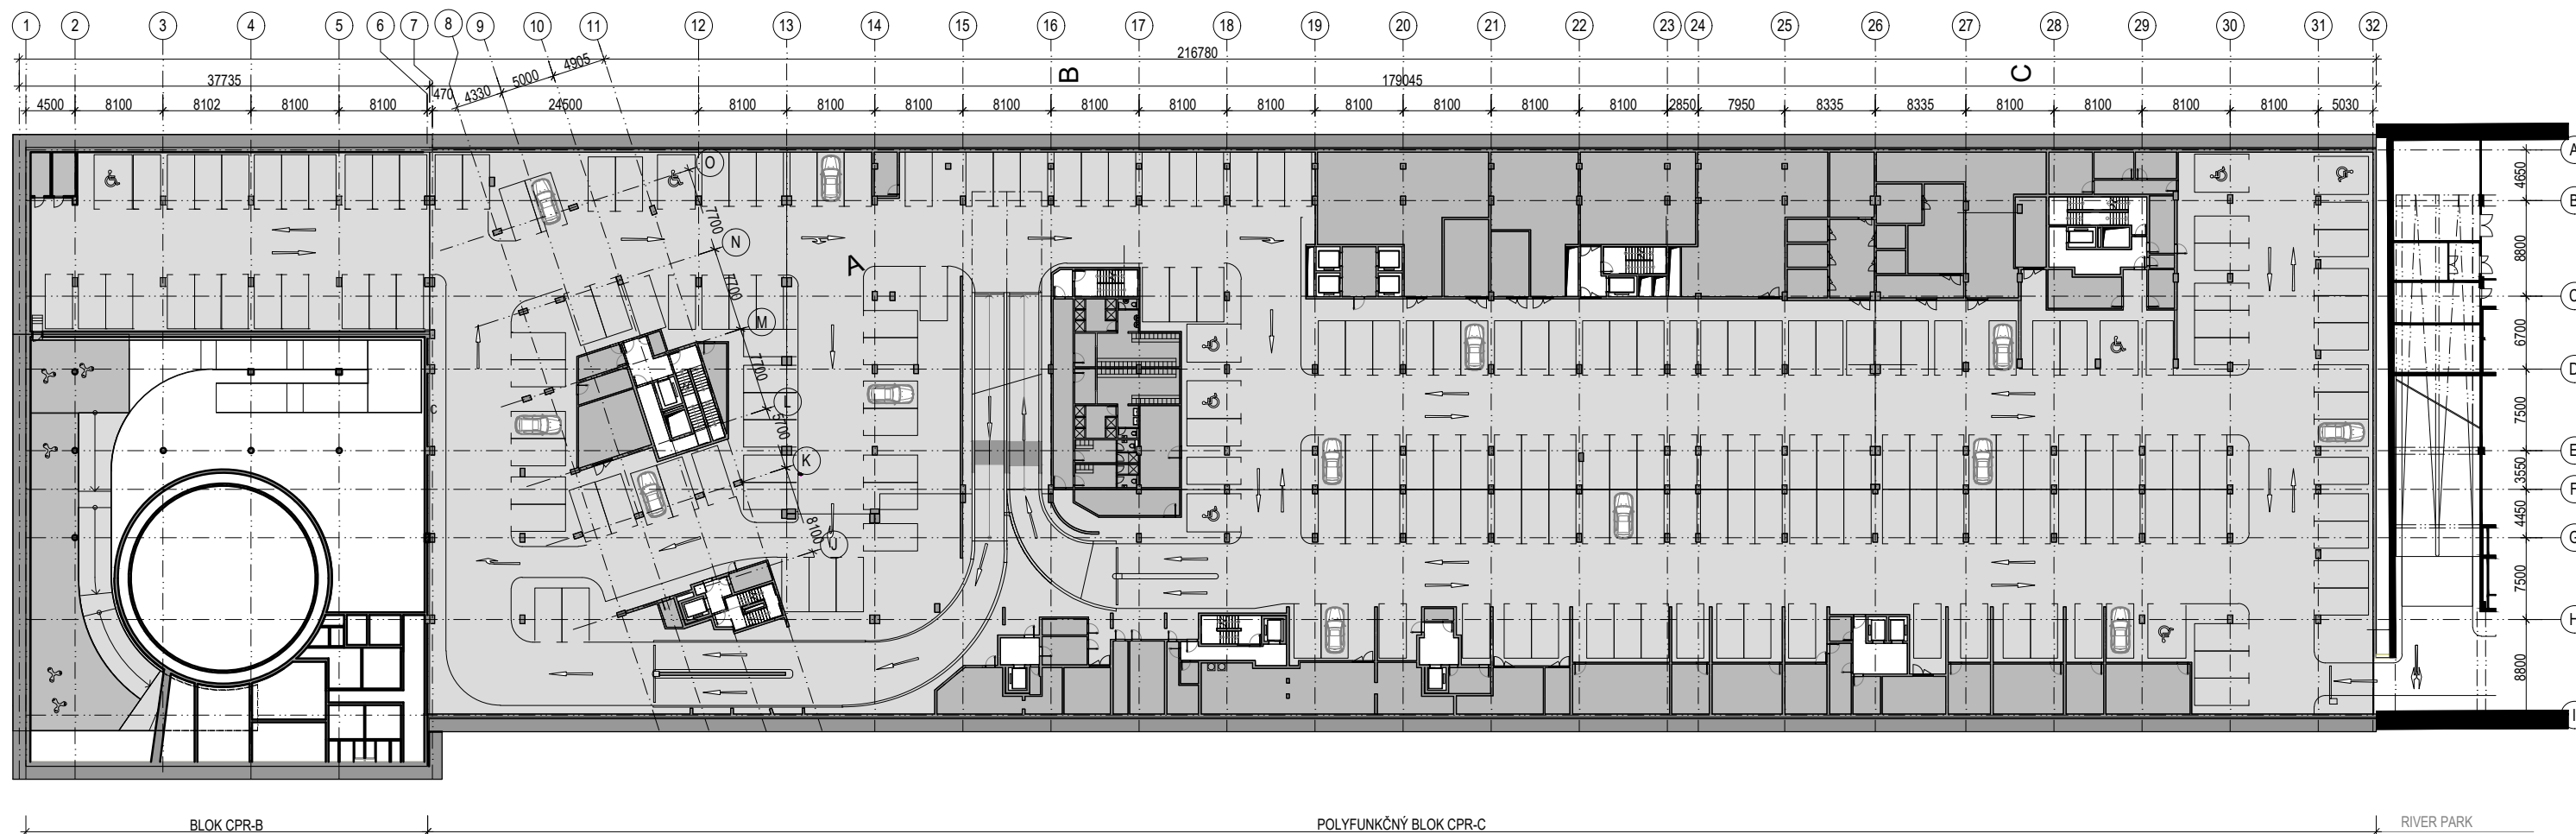 1 2 3 4 5 6 7 8 9 10 11 12 13 14 15 16 17 18 19 20 21 22 23 24 25 26 27 28 29 30 31 32
216780
37735 179045
4330 5000 4905
4500 8100 8102 8100 8100 470 24500 8100 8100 8100 8100 8100 8100 8100 8100 8100 8100 8100 2850 7950 8335 8335 8100 8100 8100 8100 5030
B
C
A
O
7700
N
7700
M
7700
L
5700
K
8100
J
C
A
4650
B
8800
C
6700
D
7500
E
3550
F
4450
G
7500
H
8800
I
BLOK CPR-B
POLYFUNKČNÝ BLOK CPR-C
RIVER PARK